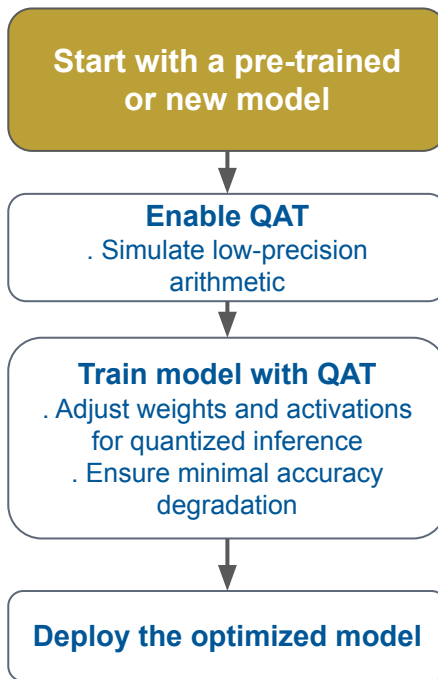 Start with a pre-trained
or new model
Enable QAT
. Simulate low-precision
arithmetic
Train model with QAT
. Adjust weights and activations
for quantized inference
. Ensure minimal accuracy
degradation
Deploy the optimized model